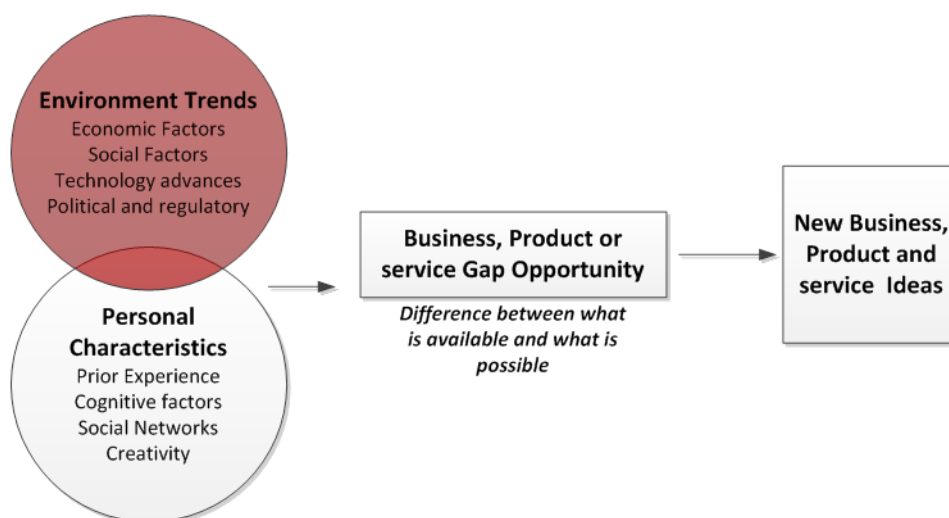 Environment Trends
Economic Factors
Social Factors
Technology advances
Political and regulatory
Personal
Characteristics
Prior Experience
Cognitive factors
Social Networks
Creativity
Business, Product or
service Gap Opportunity
Difference between what
is available and what is
possible
New Business,
Product and
service Ideas